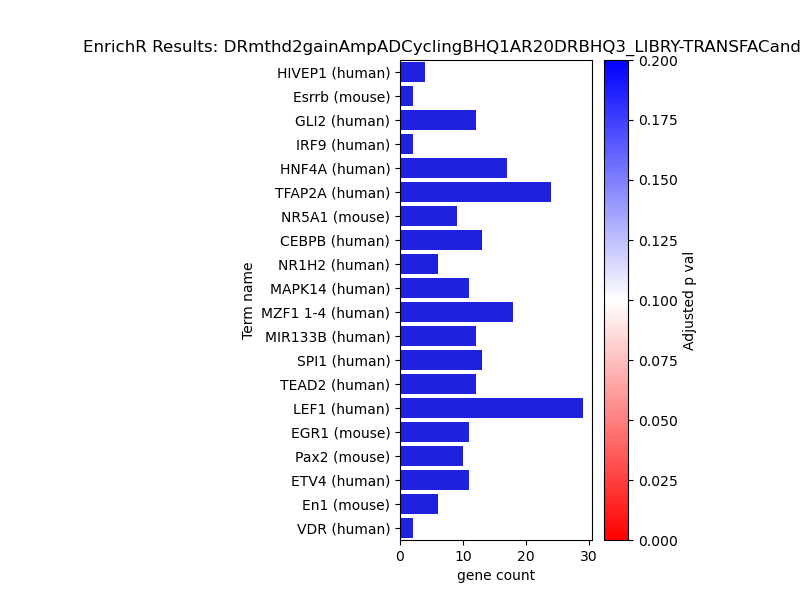 EnrichR Results: DRmthd2gainAmpADCyclingBHQ1AR20DRBHQ3_LIBRY-TRANSFACand
HIVEP1 (human)
Esrrb (mouse)
GLI2 (human)
IRF9 (human)
HNF4A (human)
TFAP2A (human)
NR5A1 (mouse)
CEBPB (human)
NR1H2 (human)
MAPK14 (human)
MZF1 1-4 (human)
MIR133B (human)
SPI1 (human)
TEAD2 (human)
LEF1 (human)
EGR1 (mouse)
Pax2 (mouse)
ETV4 (human)
En1 (mouse)
VDR (human)
Term name
0 10 20 30
gene count
0.200
0.175
0.150
0.125
0.100
0.075
0.050
0.025
0.000
Adjusted p val